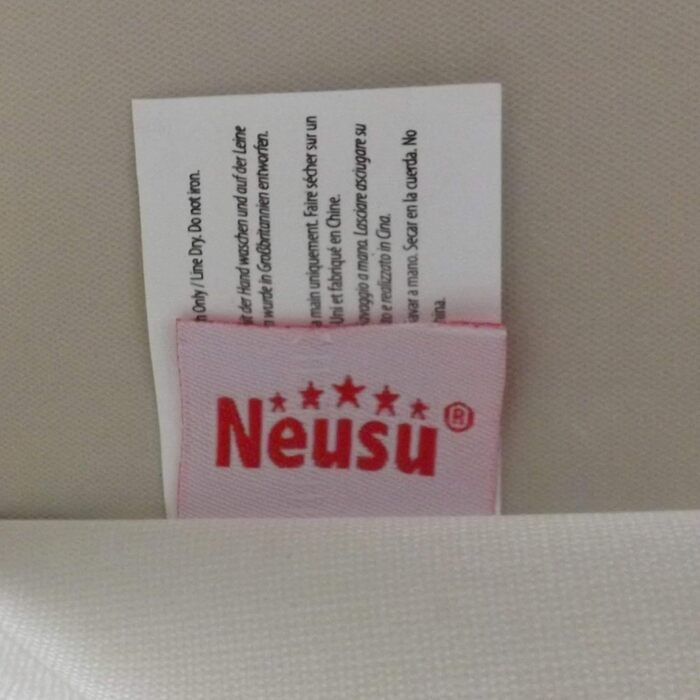 Only / Line Dry. Do not iron.
der Hand waschen und auf der Leine
wurde in Großbritannien entworfen.
main uniquement. Faire sécher sur un
Uni et fabriqué en Chine.
a mano. Lasciare asciugare su
e realizzato in Cina.
a mano. Secar en la cuerda. No
Neusu®